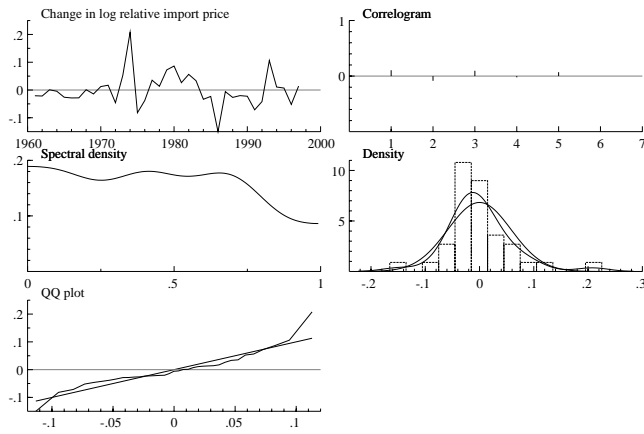 Change in log relative import price
.2
.1
0
-.1
1960 1970 1980 1990 2000
Correlogram
1
0
1 2 3 4 5 6 7
Spectral density
.2
.1
0 .5 1
Density
10
5
-.2 -.1 0 .1 .2 .3
QQ plot
.2
.1
0
-.1
-.1 -.05 0 .05 .1